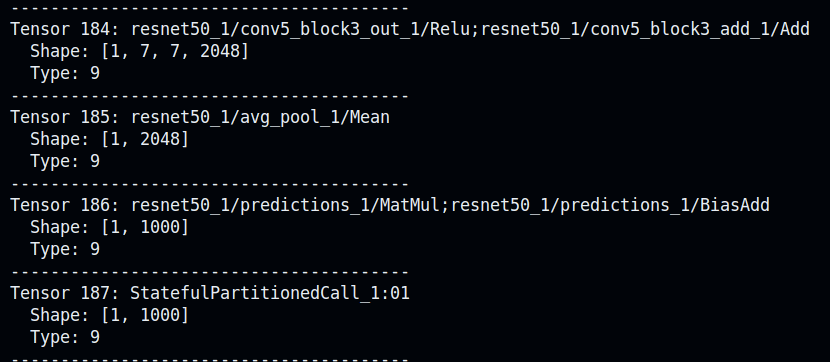 ----------------------------------------
Tensor 184: resnet50_1/conv5_block3_out_1/Relu;resnet50_1/conv5_block3_add_1/Add
  Shape: [1, 7, 7, 2048]
  Type: 9
----------------------------------------
Tensor 185: resnet50_1/avg_pool_1/Mean
  Shape: [1, 2048]
  Type: 9
----------------------------------------
Tensor 186: resnet50_1/predictions_1/MatMul;resnet50_1/predictions_1/BiasAdd
  Shape: [1, 1000]
  Type: 9
----------------------------------------
Tensor 187: StatefulPartitionedCall_1:01
  Shape: [1, 1000]
  Type: 9
----------------------------------------